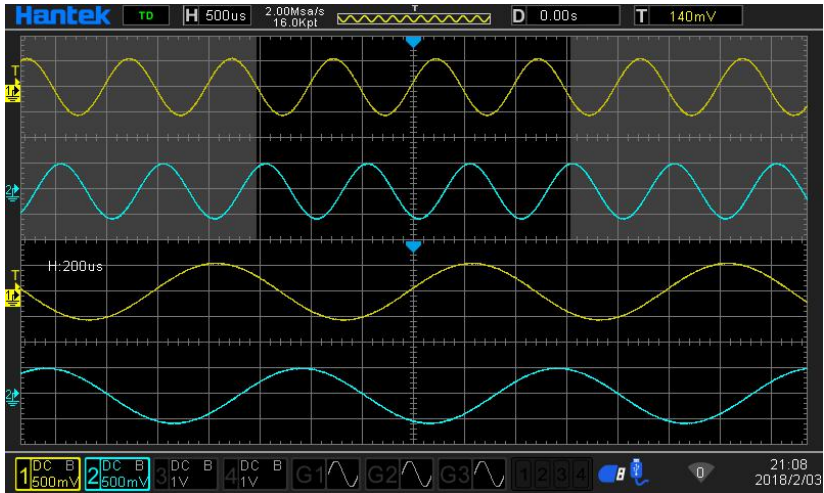 Hantek TD H 500us 2.00Msa/s 16.0Kpt T D 0.00s T 140mV
T
1
2
H:200us
T
1
2
1 DC B 500mV 2 DC B 500mV 3 DC B 1V 4 DC B 1V G1 G2 G3 1 2 3 4 0 21:08
2018/2/03